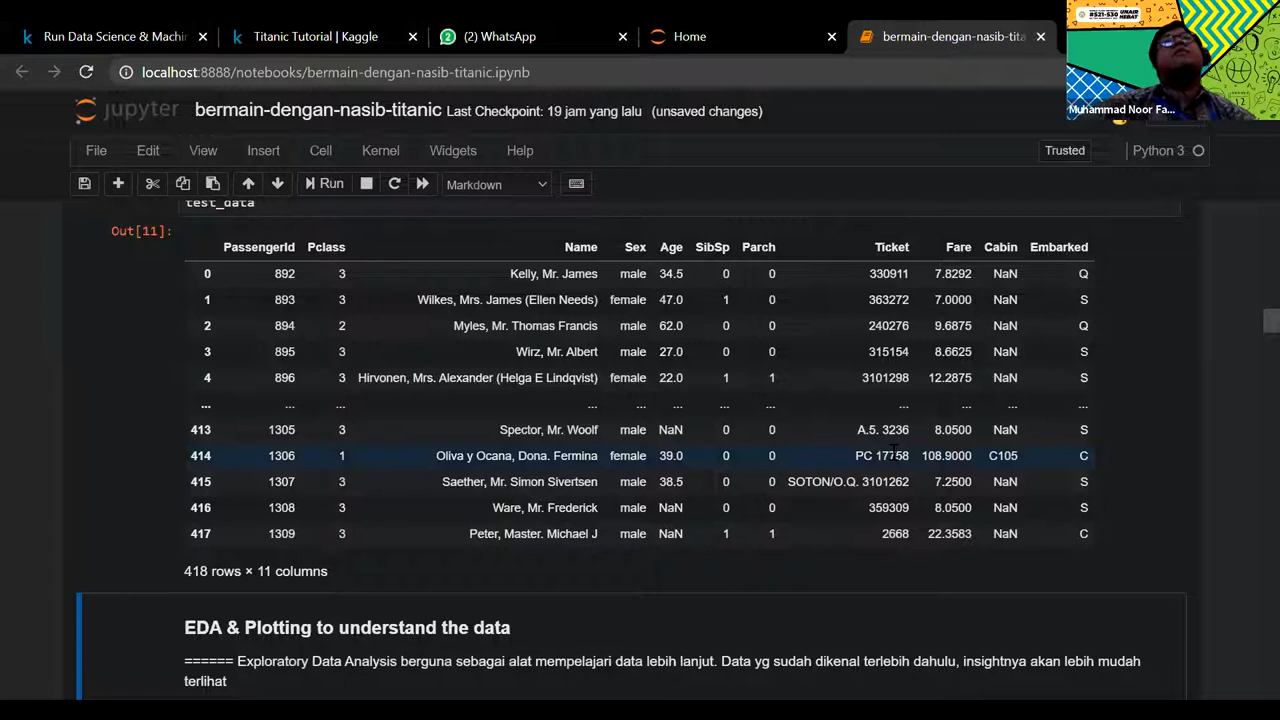 Run Data Science & Machi
Titanic Tutorial | Kaggle
(2) WhatsApp
Home
bermain-dengan-nasib-tita
#521-530
UNAIR
HEBAT
Muhammad Noor Fa...
localhost:8888/notebooks/bermain-dengan-nasib-titanic.ipynb
jupyter bermain-dengan-nasib-titanic Last Checkpoint: 19 jam yang lalu (unsaved changes)
File Edit View Insert Cell Kernel Widgets Help Trusted Python 3
Run Markdown
test_data
Out[11]:
PassengerId Pclass Name Sex Age SibSp Parch Ticket Fare Cabin Embarked
0 892 3 Kelly, Mr. James male 34.5 0 0 330911 7.8292 NaN Q
1 893 3 Wilkes, Mrs. James (Ellen Needs) female 47.0 1 0 363272 7.0000 NaN S
2 894 2 Myles, Mr. Thomas Francis male 62.0 0 0 240276 9.6875 NaN Q
3 895 3 Wirz, Mr. Albert male 27.0 0 0 315154 8.6625 NaN S
4 896 3 Hirvonen, Mrs. Alexander (Helga E Lindqvist) female 22.0 1 1 3101298 12.2875 NaN S
... ... ... ... ... ... ... ... ... ... ... ...
413 1305 3 Spector, Mr. Woolf male NaN 0 0 A.5. 3236 8.0500 NaN S
414 1306 1 Oliva y Ocana, Dona. Fermina female 39.0 0 0 PC 17758 108.9000 C105 C
415 1307 3 Saether, Mr. Simon Sivertsen male 38.5 0 0 SOTON/O.Q. 3101262 7.2500 NaN S
416 1308 3 Ware, Mr. Frederick male NaN 0 0 359309 8.0500 NaN S
417 1309 3 Peter, Master. Michael J male NaN 1 1 2668 22.3583 NaN C
418 rows × 11 columns
EDA & Plotting to understand the data
====== Exploratory Data Analysis berguna sebagai alat mempelajari data lebih lanjut. Data yg sudah dikenal terlebih dahulu, insightnya akan lebih mudah
terlihat